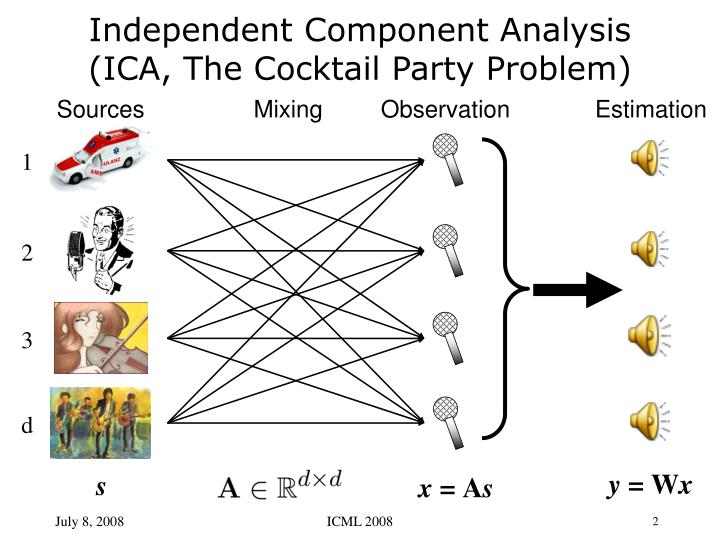 Independent Component Analysis
(ICA, The Cocktail Party Problem)
Sources Mixing Observation Estimation
1
2
3
d
s A ∈ ℝ^{d×d} x = As y = Wx
July 8, 2008 ICML 2008 2